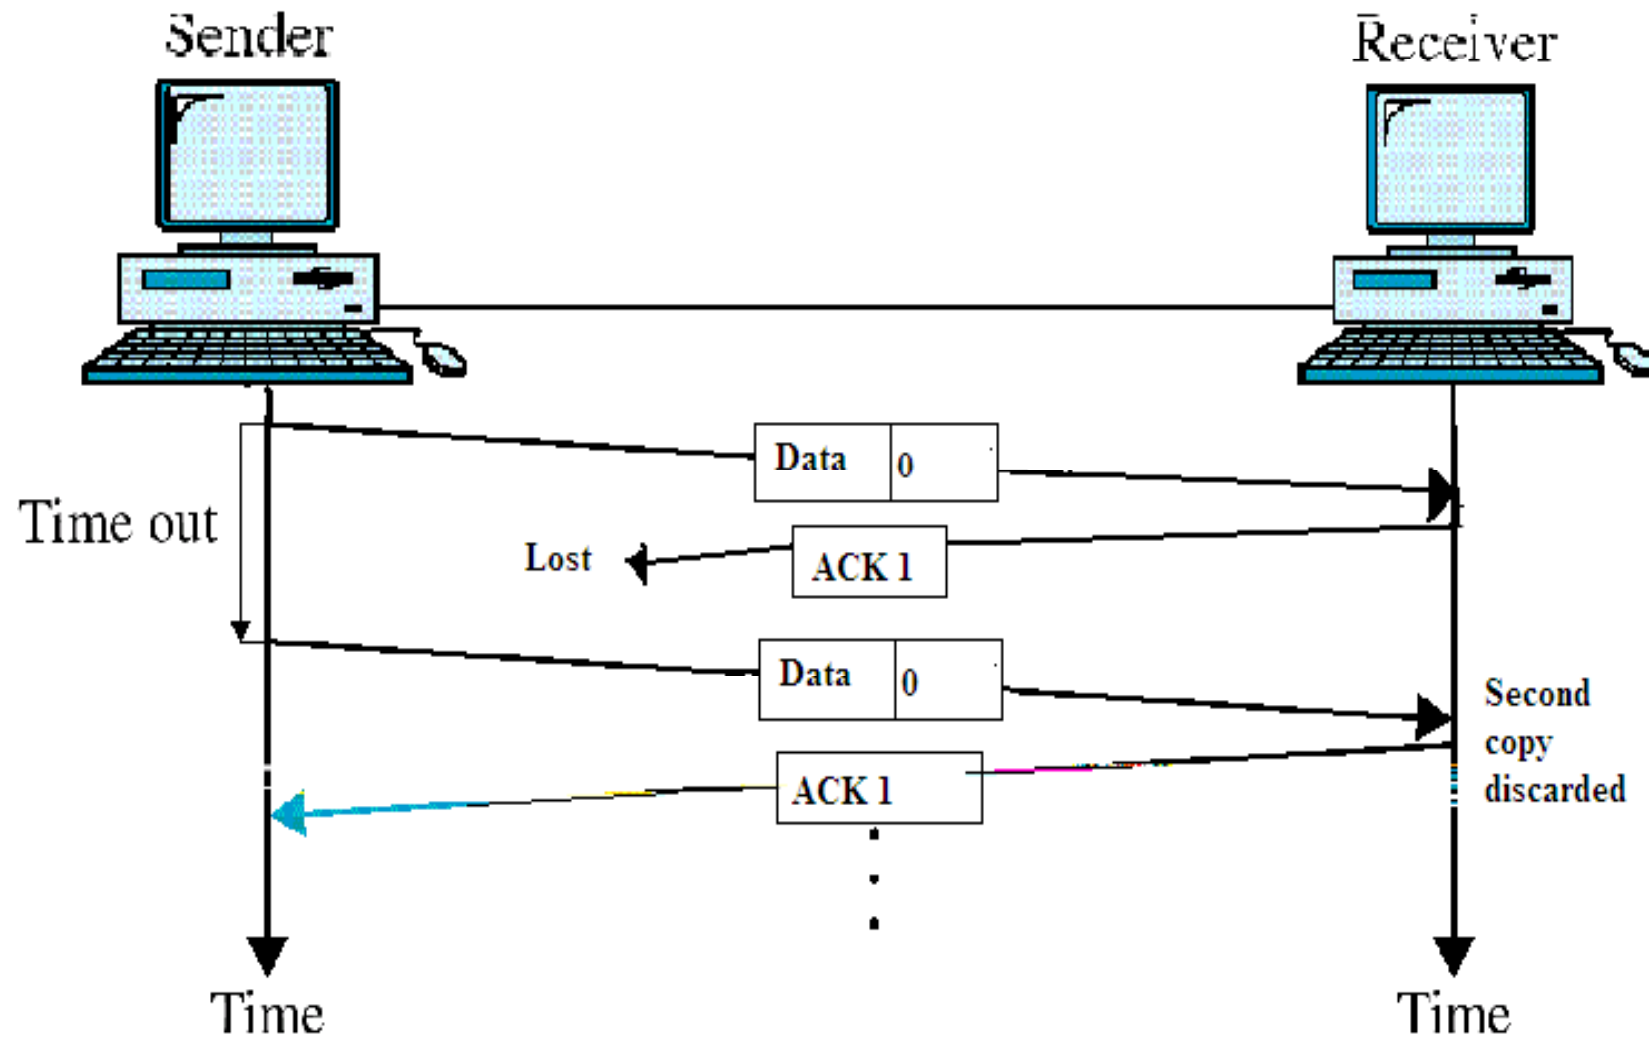 Sender
Receiver
Data 0
Time out
Lost
ACK 1
Data 0
Second
copy
discarded
ACK 1
Time
Time